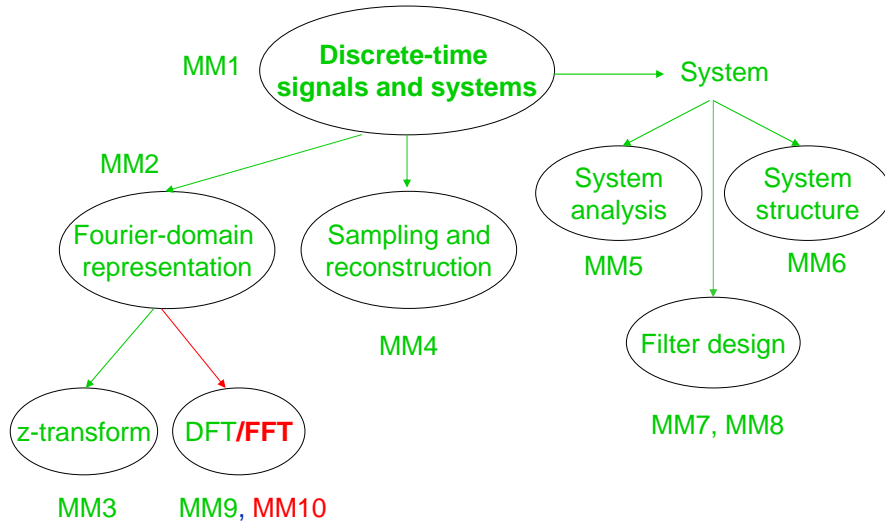 MM1
Discrete-time
signals and systems
System
MM2
Fourier-domain
representation
Sampling and
reconstruction
System
analysis
System
structure
MM5
MM6
MM4
Filter design
z-transform
DFT/FFT
MM7, MM8
MM3
MM9, MM10